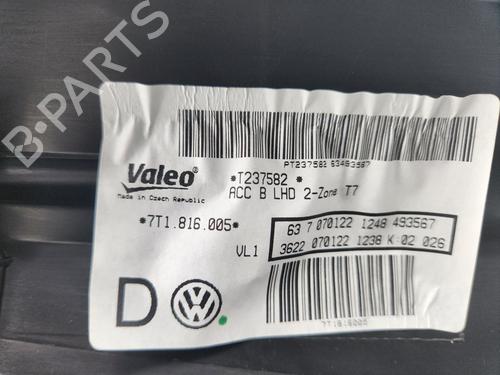 B-PARTS
PT237582 63493567
Valeo
Made in Czech Republic
*T237582 *
ACC B LHD 2-Zone T7
*7T1.816.005*
VL1
63 7 070122 1248 493567
3622 070122 1238 K 02 026
D
7T1816005